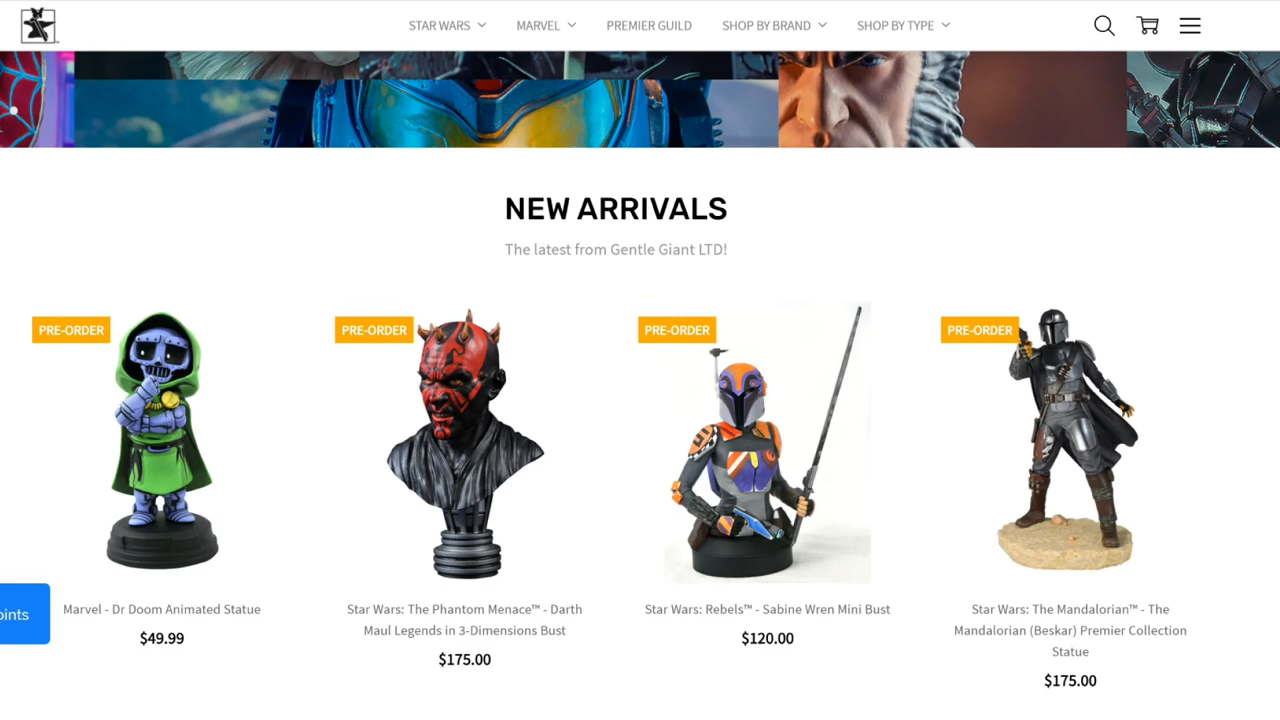 STAR WARS MARVEL PREMIER GUILD SHOP BY BRAND SHOP BY TYPE
NEW ARRIVALS
The latest from Gentle Giant LTD!
PRE-ORDER PRE-ORDER PRE-ORDER PRE-ORDER
oints
Marvel - Dr Doom Animated Statue
$49.99
Star Wars: The Phantom Menace™ - Darth
Maul Legends in 3-Dimensions Bust
$175.00
Star Wars: Rebels™ - Sabine Wren Mini Bust
$120.00
Star Wars: The Mandalorian™ - The
Mandalorian (Beskar) Premier Collection
Statue
$175.00